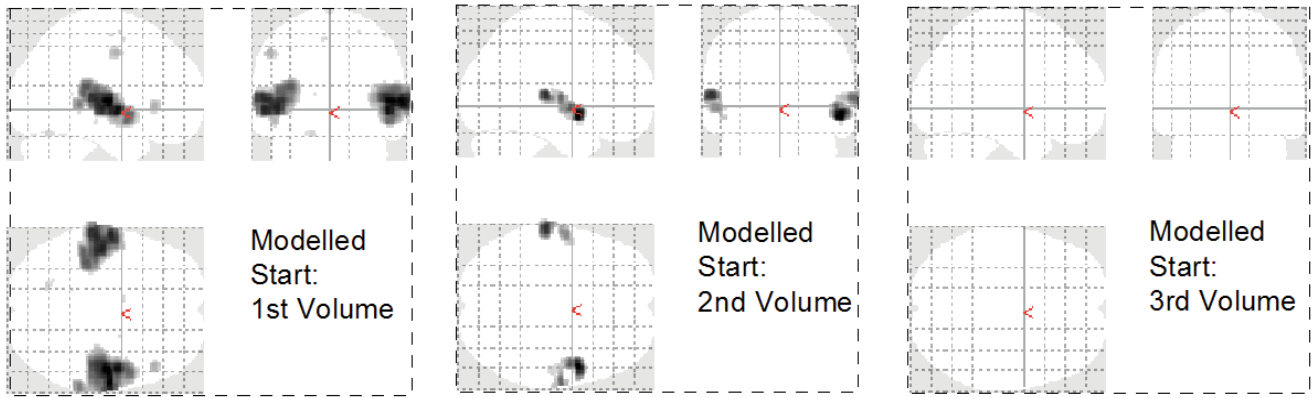 Modelled
Start:
1st Volume
Modelled
Start:
2nd Volume
Modelled
Start:
3rd Volume